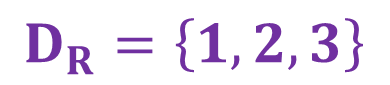 D_R = {1, 2, 3}